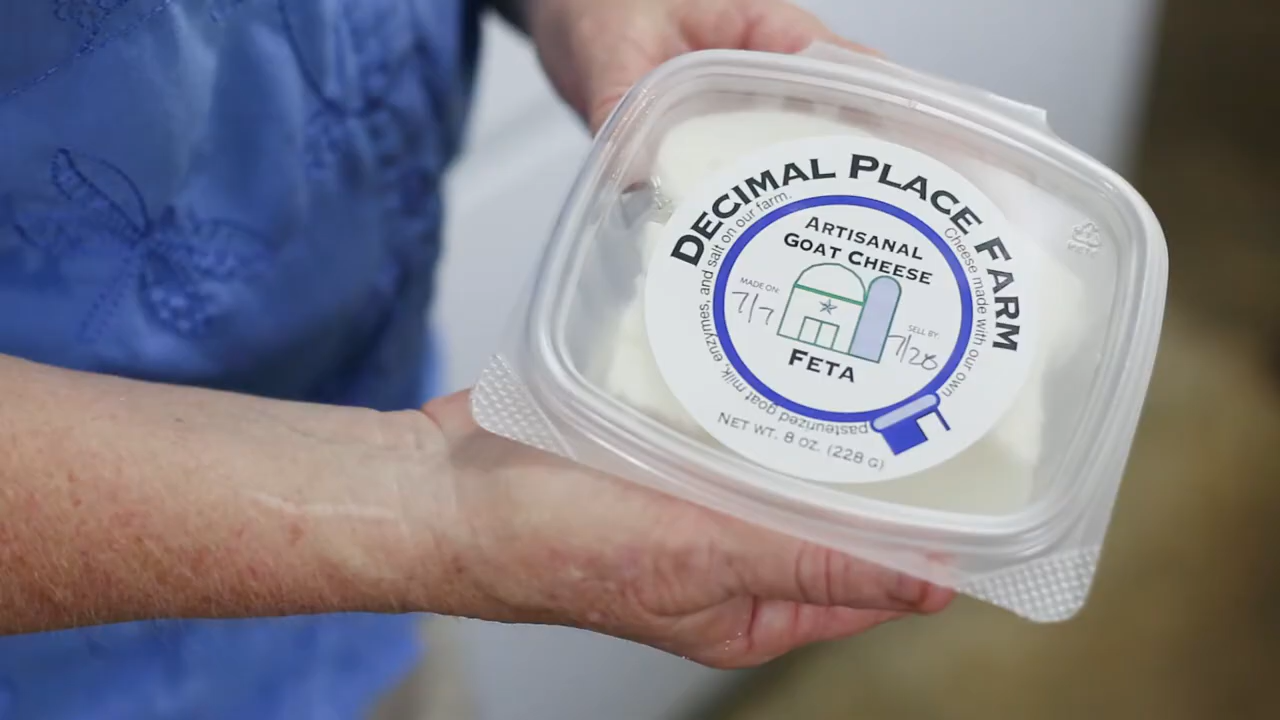 DECIMAL PLACE FARM
Cheese made with our own
pasteurized goat milk, enzymes, and salt on our farm.
ARTISANAL
GOAT CHEESE
MADE ON:
7/7
SELL BY:
7/28
FETA
NET WT. 8 OZ. (228 G)